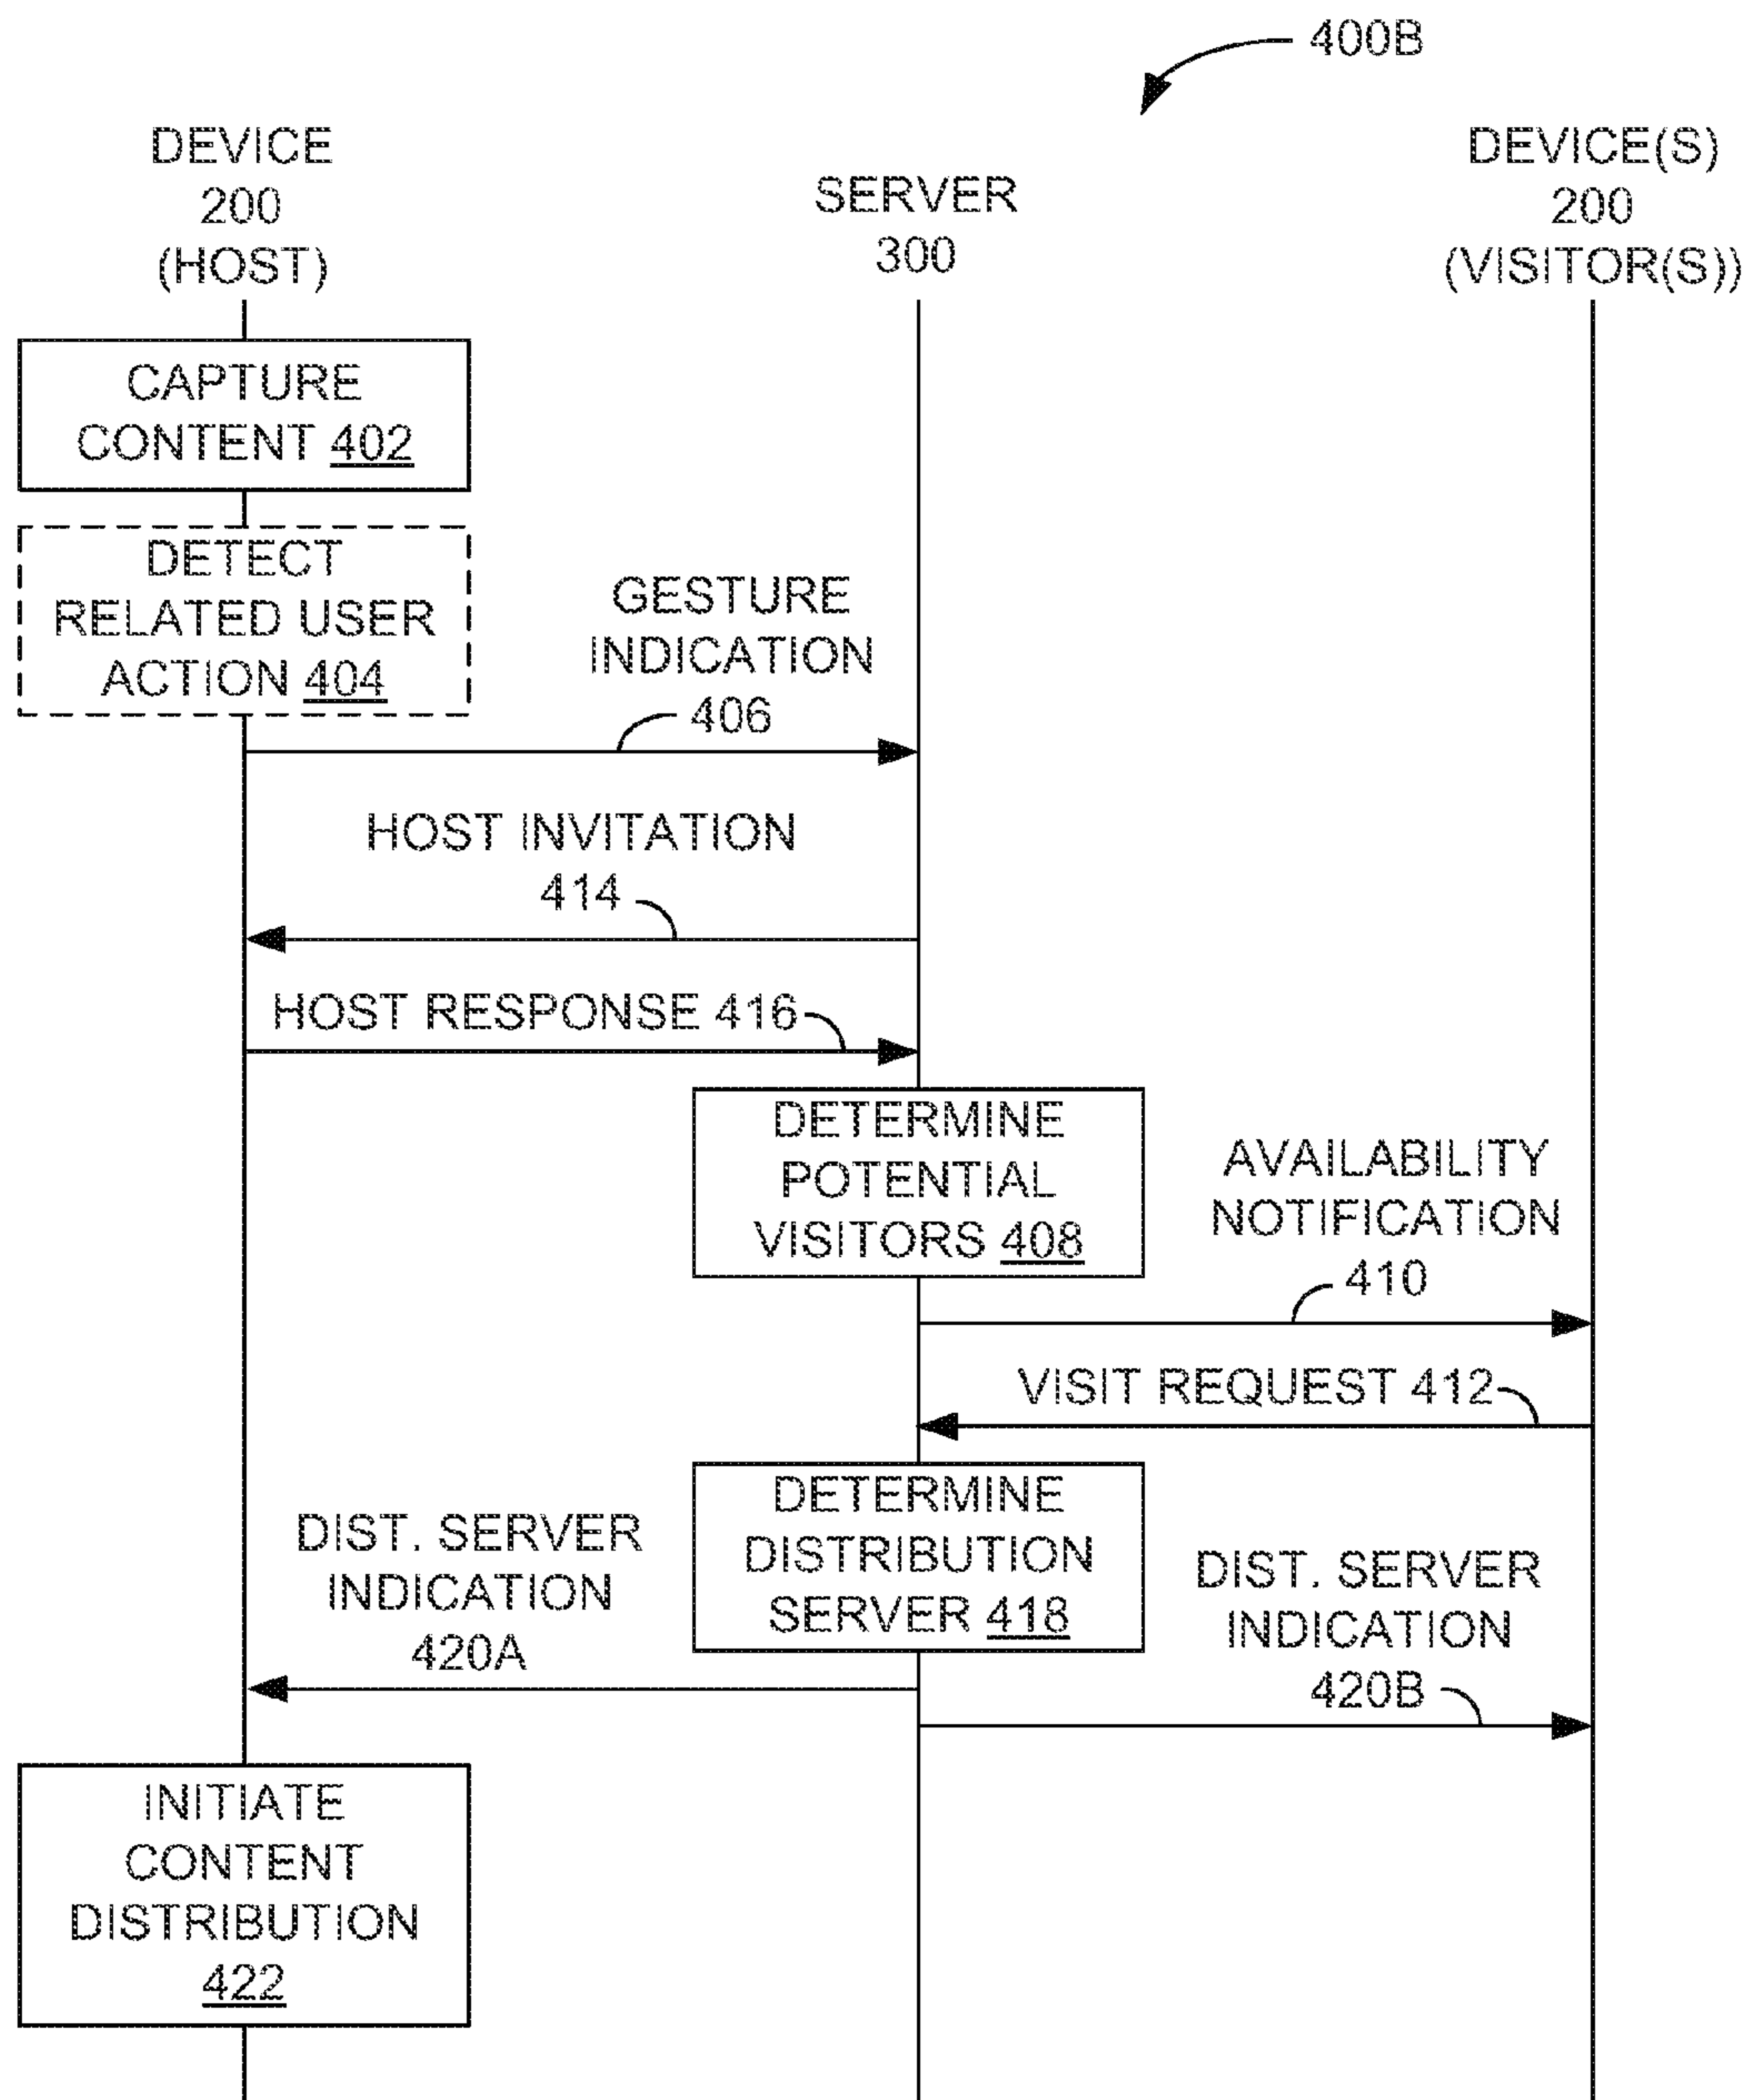 400B
DEVICE
200
(HOST)
SERVER
300
DEVICE(S)
200
(VISITOR(S))
CAPTURE
CONTENT 402
DETECT
RELATED USER
ACTION 404
GESTURE
INDICATION
406
HOST INVITATION
414
HOST RESPONSE 416
DETERMINE
POTENTIAL
VISITORS 408
AVAILABILITY
NOTIFICATION
410
VISIT REQUEST 412
DETERMINE
DISTRIBUTION
SERVER 418
DIST. SERVER
INDICATION
420A
DIST. SERVER
INDICATION
420B
INITIATE
CONTENT
DISTRIBUTION
422